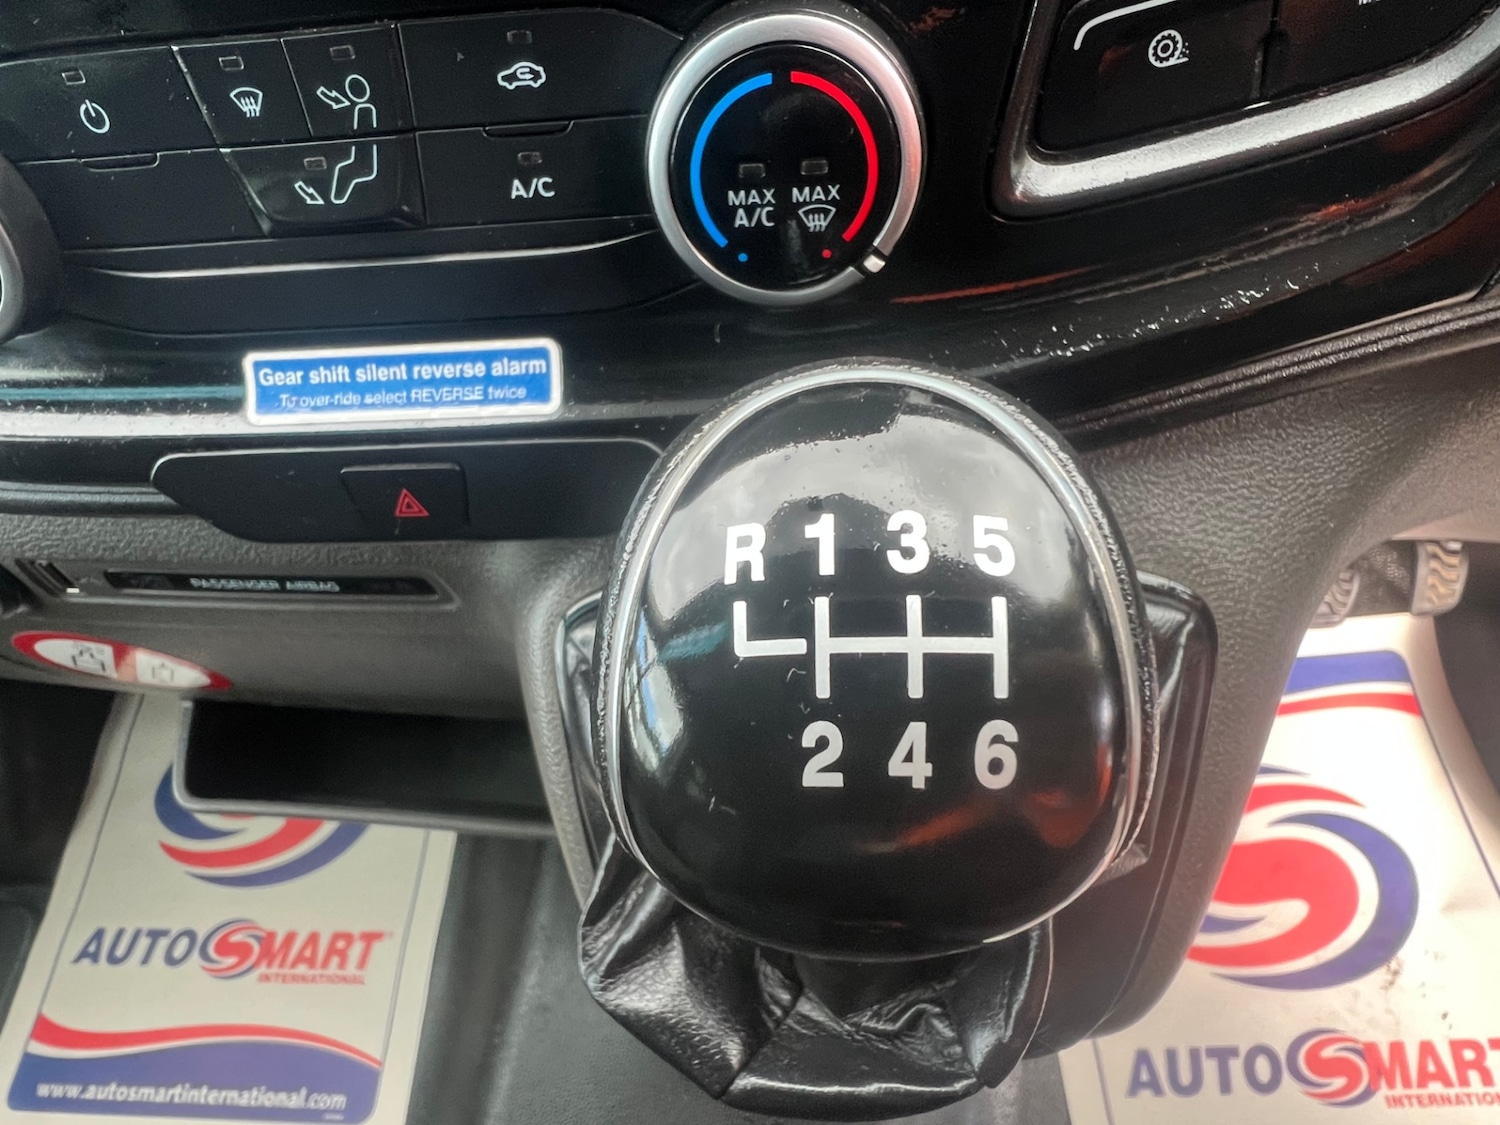 A/C
MAX MAX
A/C
Gear shift silent reverse alarm
To over-ride select REVERSE twice
PASSENGER AIRBAG
R 1 3 5
2 4 6
AUTOSMART
INTERNATIONAL
www.autosmartinternational.com
AUTOSMART
INTERNATIONAL